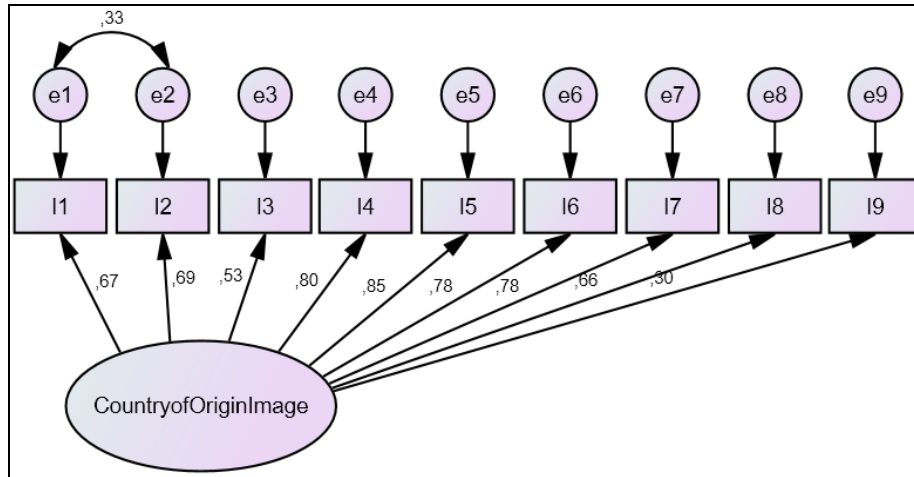 ,33
e1 e2 e3 e4 e5 e6 e7 e8 e9
I1 I2 I3 I4 I5 I6 I7 I8 I9
,67 ,69 ,53 ,80 ,85 ,78 ,78 ,66 ,30
CountryofOriginImage